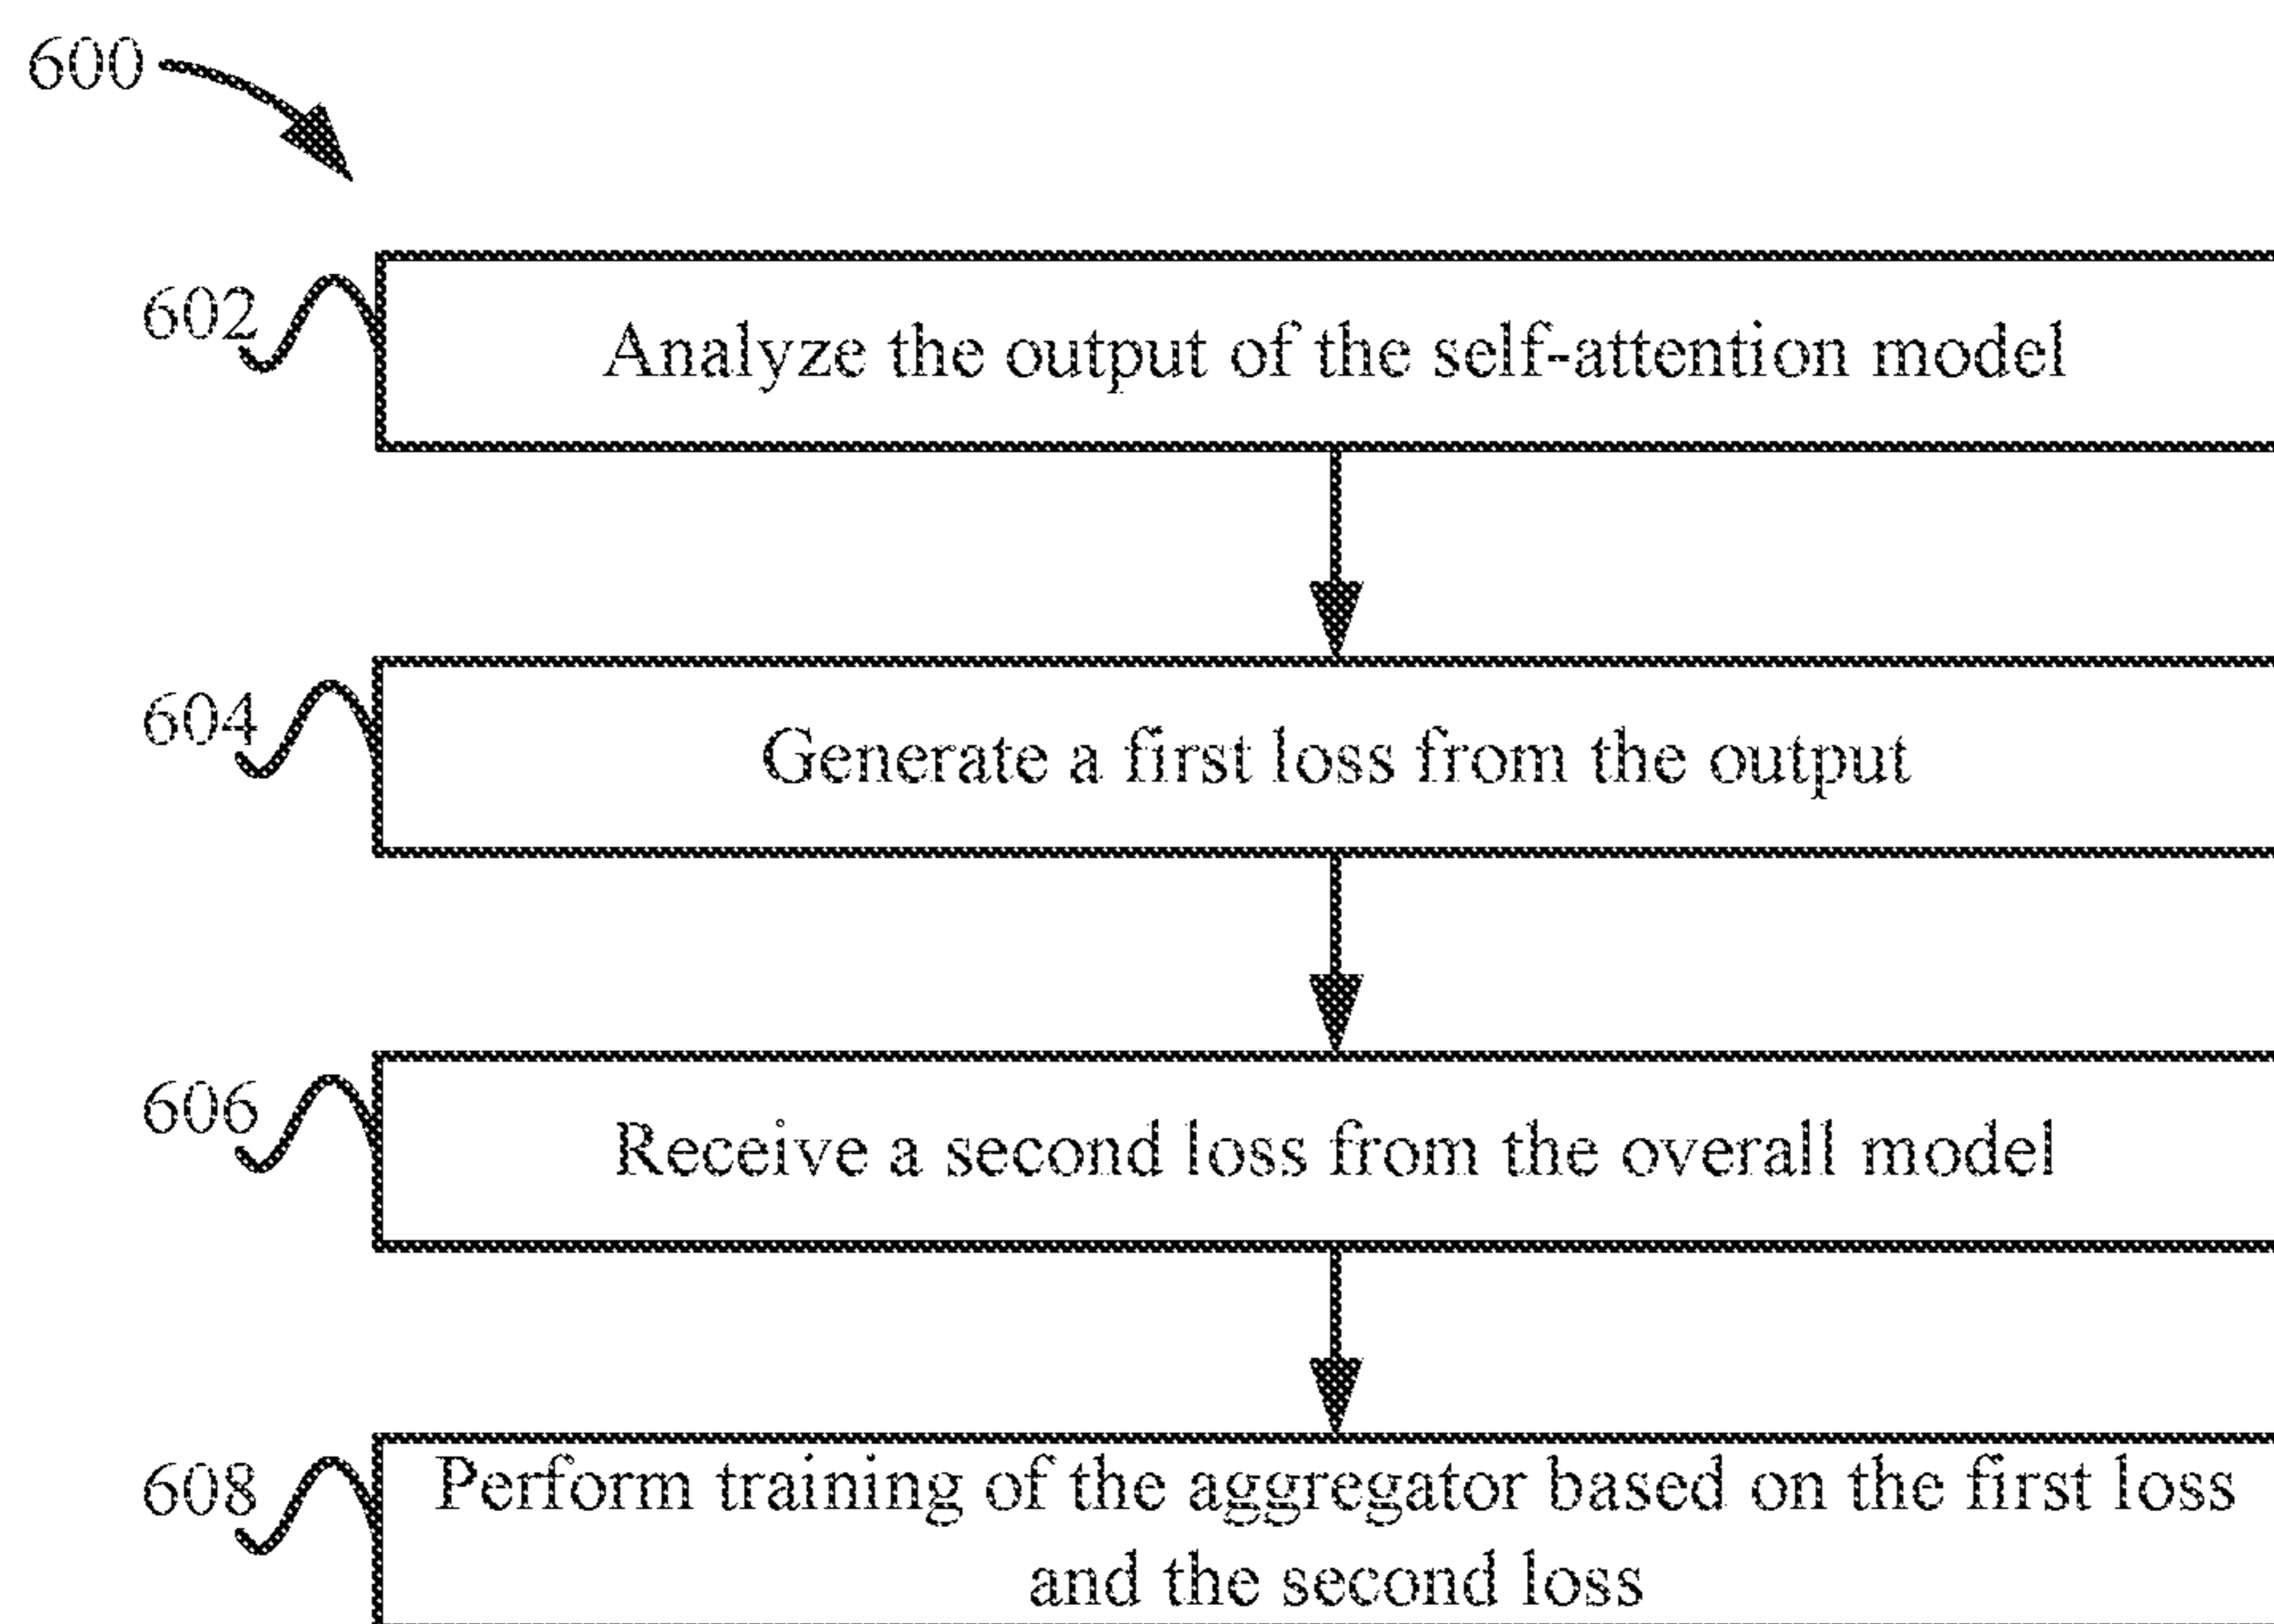 600
602
Analyze the output of the self-attention model
604
Generate a first loss from the output
606
Receive a second loss from the overall model
608
Perform training of the aggregator based on the first loss
and the second loss